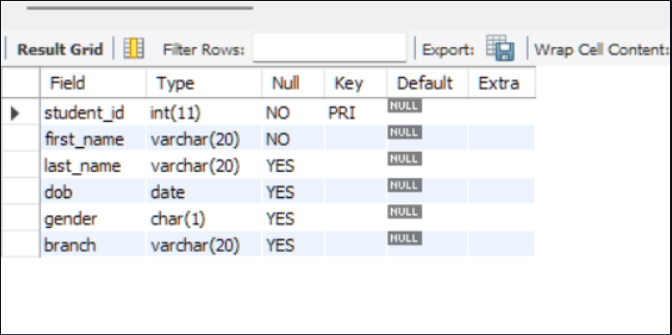 Result Grid Filter Rows: Export: Wrap Cell Content:
Field Type Null Key Default Extra
student_id int(11) NO PRI NULL
first_name varchar(20) NO NULL
last_name varchar(20) YES NULL
dob date YES NULL
gender char(1) YES NULL
branch varchar(20) YES NULL